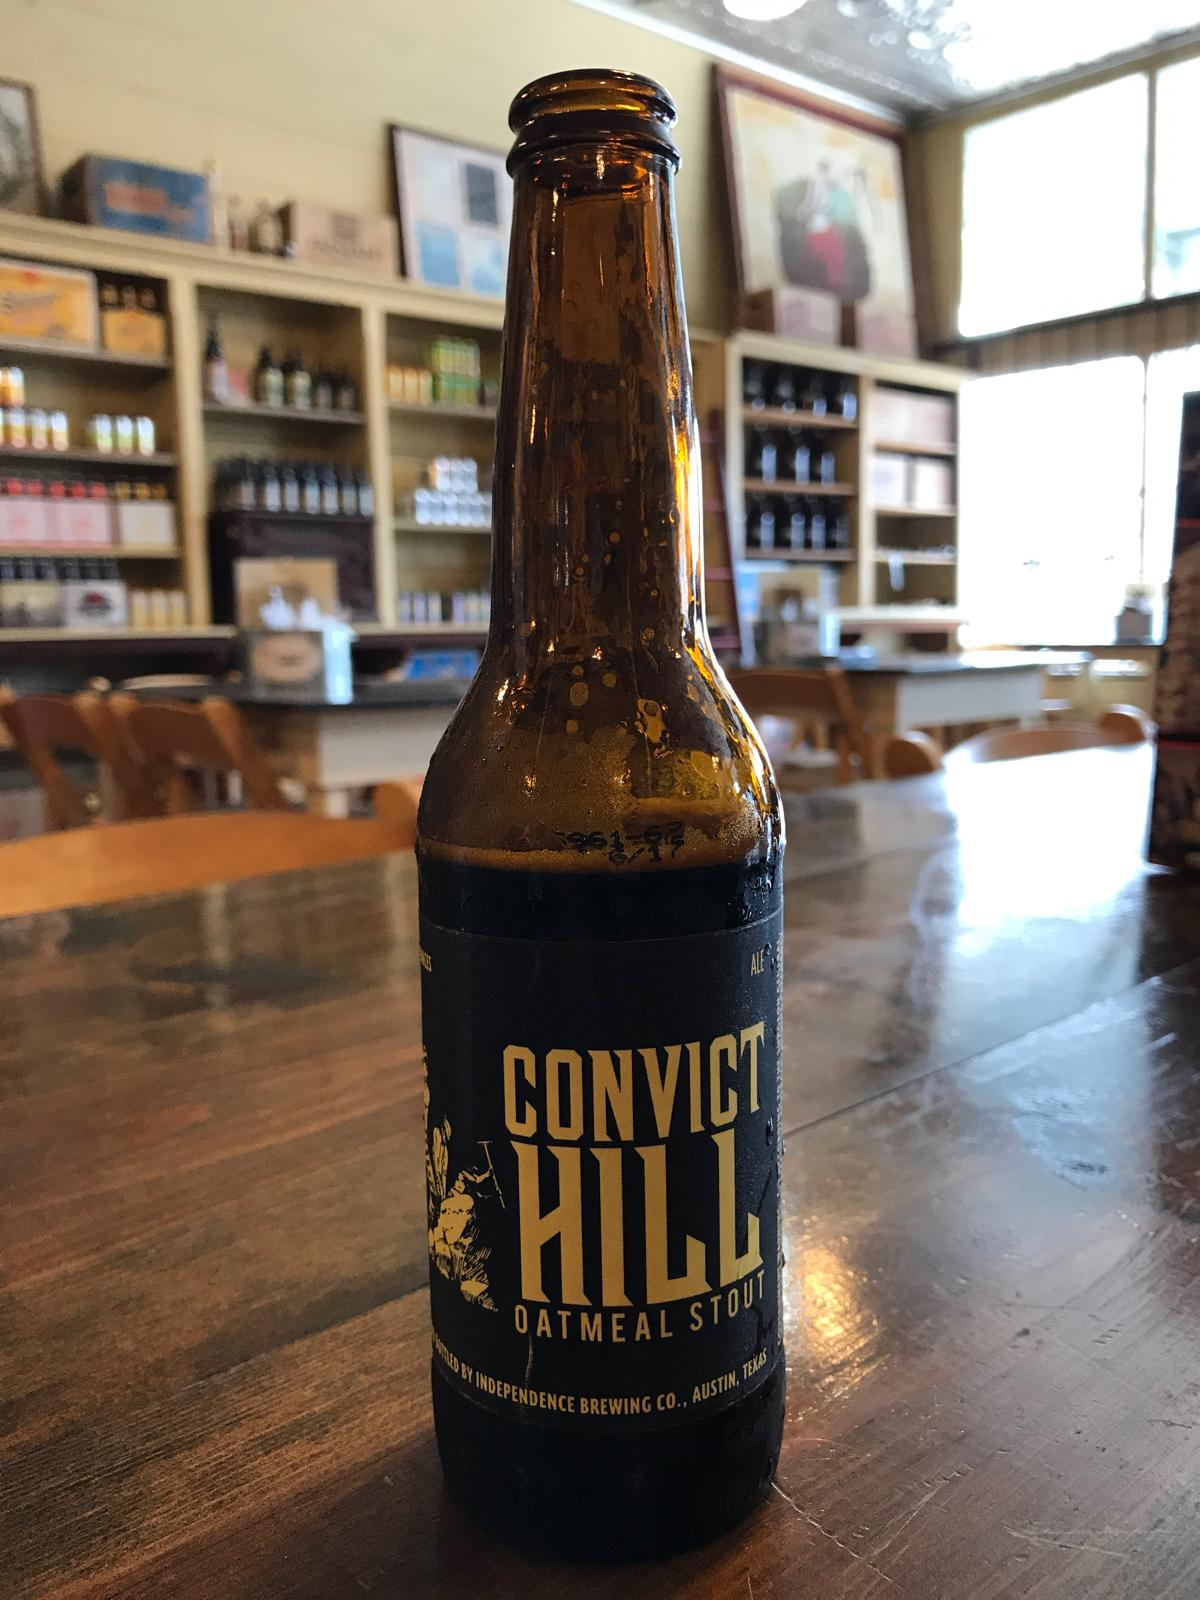 ALE
CONVICT
HILL
OATMEAL STOUT
BOTTLED BY INDEPENDENCE BREWING CO., AUSTIN, TEXAS